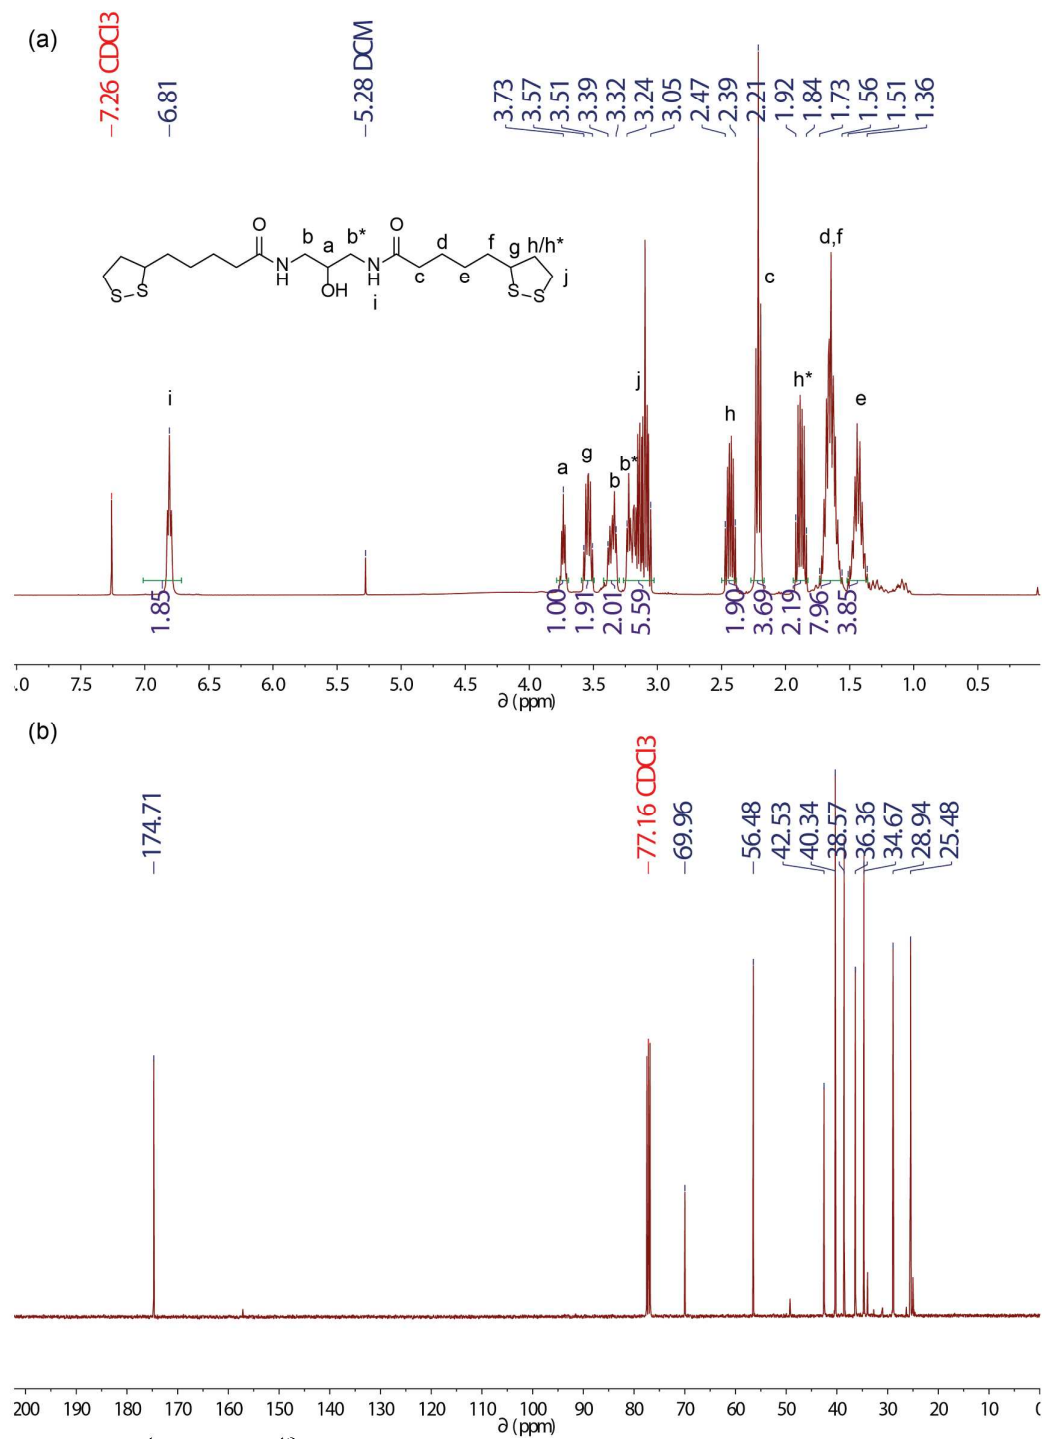 (a)
7.26 CDCl3
6.81
5.28 DCM
3.73
3.57
3.51
3.39
3.32
3.24
3.05
2.47
2.39
2.21
1.92
1.84
1.73
1.56
1.51
1.36
O
O
b
a
b*
d
f
g
h/h*
N
H
N
H
c
e
S
S
OH
i
S
S
j
i
a
g
b
b*
j
h
c
h*
d,f
e
1.85
1.00
1.91
2.01
5.59
1.90
3.69
2.19
7.96
3.85
.0 7.5 6.5 6.0 5.5 5.0 4.5 4.0 3.5 3.0 2.5 2.0 1.5 1.0 0.5
∂ (ppm)
(b)
174.71
77.16 CDCl3
69.96
56.48
42.53
40.34
38.57
36.36
34.67
28.94
25.48
200 190 180 170 160 150 140 130 120 110 100 90 80 70 60 50 40 30 20 10 0
∂ (ppm)